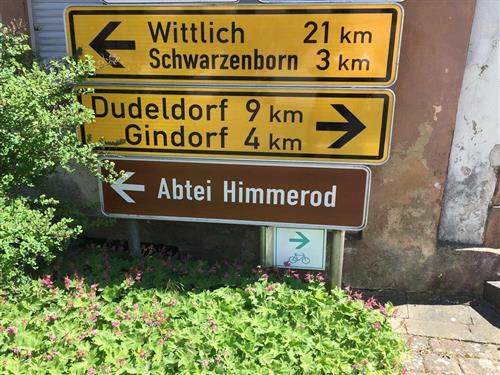 Wittlich 21 km
Schwarzenborn 3 km
Dudeldorf 9 km
Gindorf 4 km
Abtei Himmerod